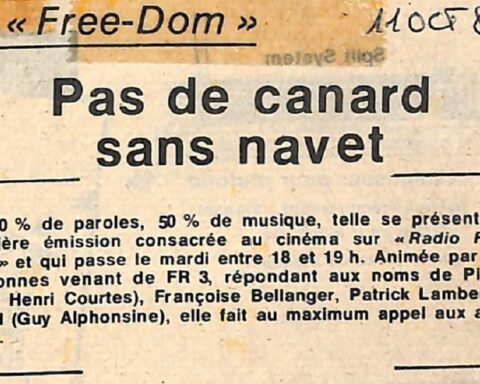 « Free-Dom »
11 OCT 8
Split System
Pas de canard
sans navet
0 % de paroles, 50 % de musique, telle se présent
ière émission consacrée au cinéma sur «Radio F
» et qui passe le mardi entre 18 et 19 h. Animée par
onnes venant de FR 3, répondant aux noms de Pi
Henri Courtes), Françoise Bellanger, Patrick Lambe
l (Guy Alphonsine), elle fait au maximum appel aux a